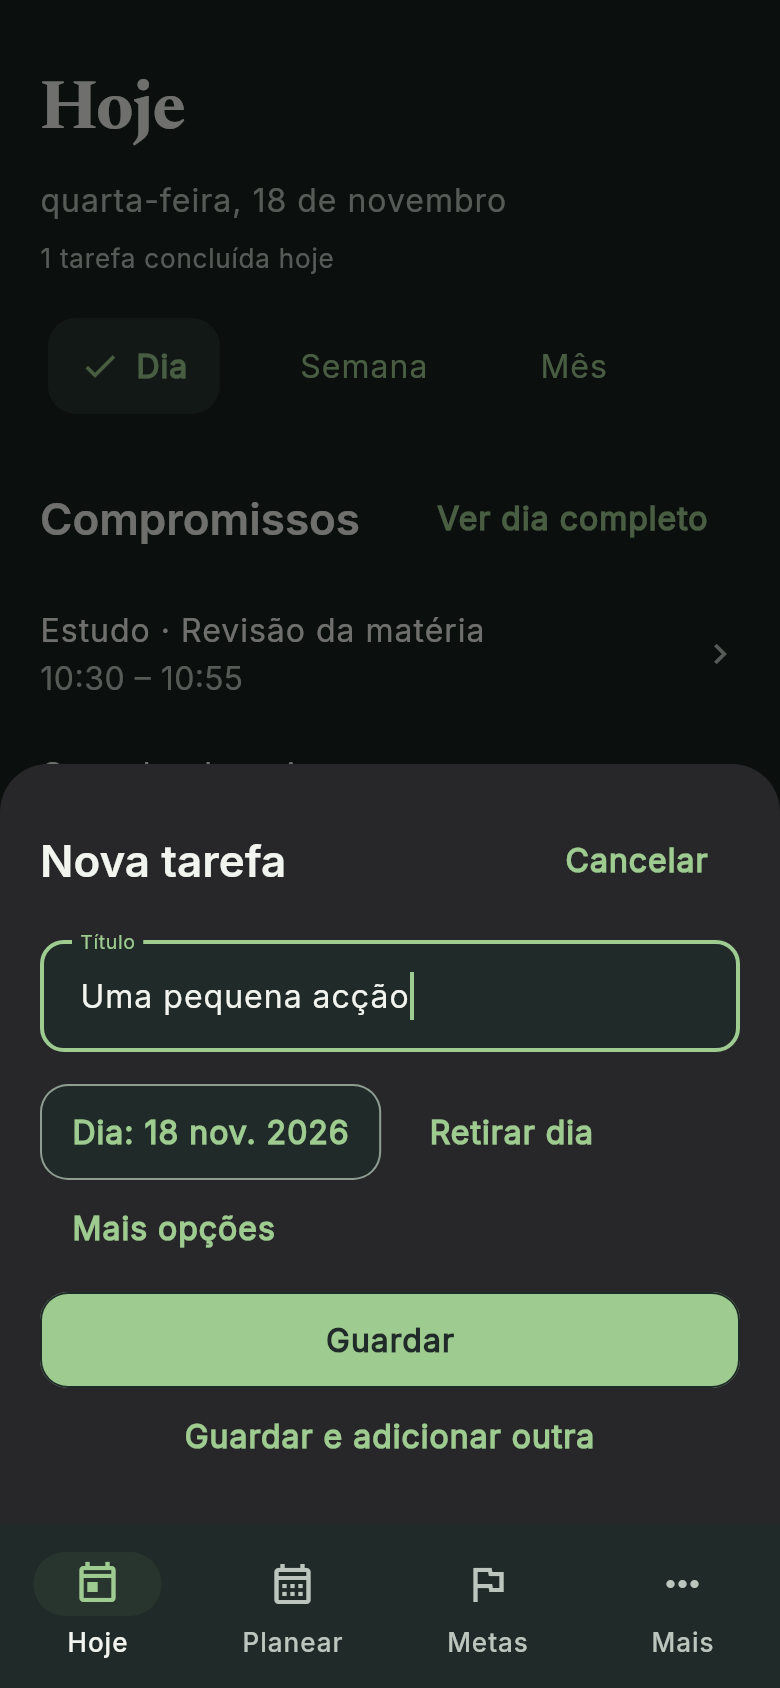 Hoje
quarta-feira, 18 de novembro
1 tarefa concluída hoje
Dia Semana Mês
Compromissos Ver dia completo
Estudo · Revisão da matéria
10:30 – 10:55
Nova tarefa Cancelar
Título
Uma pequena acção
Dia: 18 nov. 2026 Retirar dia
Mais opções
Guardar
Guardar e adicionar outra
Hoje Planear Metas Mais